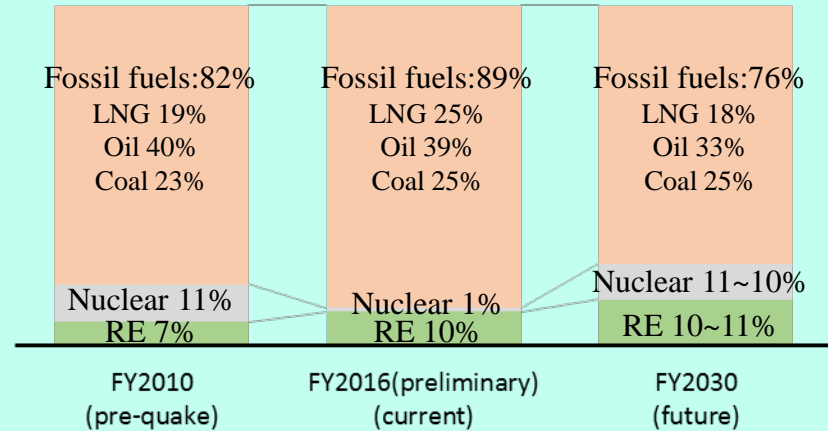 Fossil fuels:82%
LNG 19%
Oil 40%
Coal 23%
Nuclear 11%
RE 7%
FY2010
(pre-quake)
Fossil fuels:89%
LNG 25%
Oil 39%
Coal 25%
Nuclear 1%
RE 10%
FY2016(preliminary)
(current)
Fossil fuels:76%
LNG 18%
Oil 33%
Coal 25%
Nuclear 11~10%
RE 10~11%
FY2030
(future)